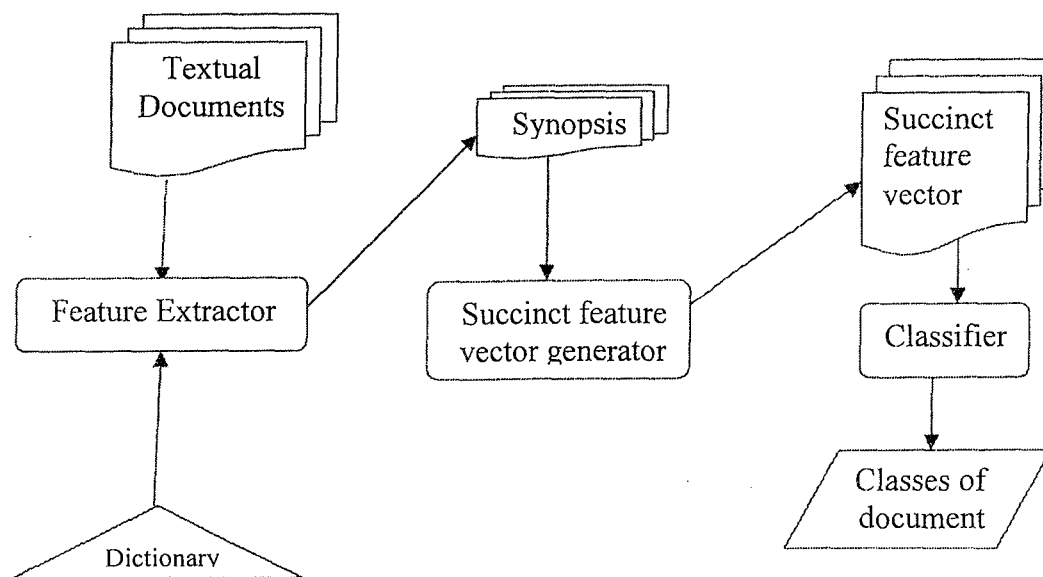 Textual
Documents
Synopsis
Succinct
feature
vector
Feature Extractor
Succinct feature
vector generator
Classifier
Classes of
document
Dictionary